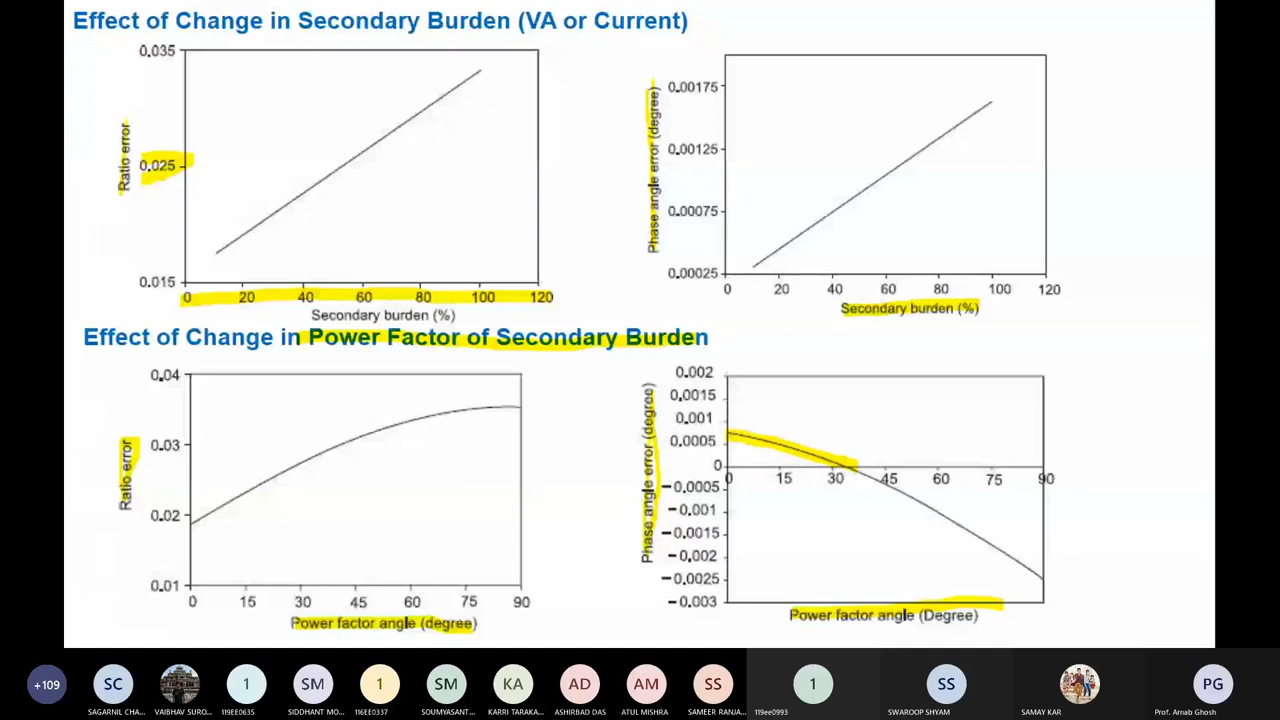 Effect of Change in Secondary Burden (VA or Current)
0.035
0.025
0.015
Ratio error
0 20 40 60 80 100 120
Secondary burden (%)
0.00175
0.00125
0.00075
0.00025
Phase angle error (degree)
0 20 40 60 80 100 120
Secondary burden (%)
Effect of Change in Power Factor of Secondary Burden
0.04
0.03
0.02
0.01
Ratio error
0 15 30 45 60 75 90
Power factor angle (degree)
0.002
0.0015
0.001
0.0005
0
−0.0005
−0.001
−0.0015
−0.002
−0.0025
−0.003
Phase angle error (degree)
0 15 30 45 60 75 90
Power factor angle (Degree)
+109 SC 1 SM 1 SM KA AD AM SS 1 SS PG
SAGARNIL CHA... VAIBHAV SURO... 119EE0635 SIDDHANT MO... 116EE0337 SOUMYASANT... KARRI TARAKA... ASHIRBAD DAS ATUL MISHRA SAMEER RANJA... 119ee0993 SWAROOP SHYAM SAMAY KAR Prof. Arnab Ghosh